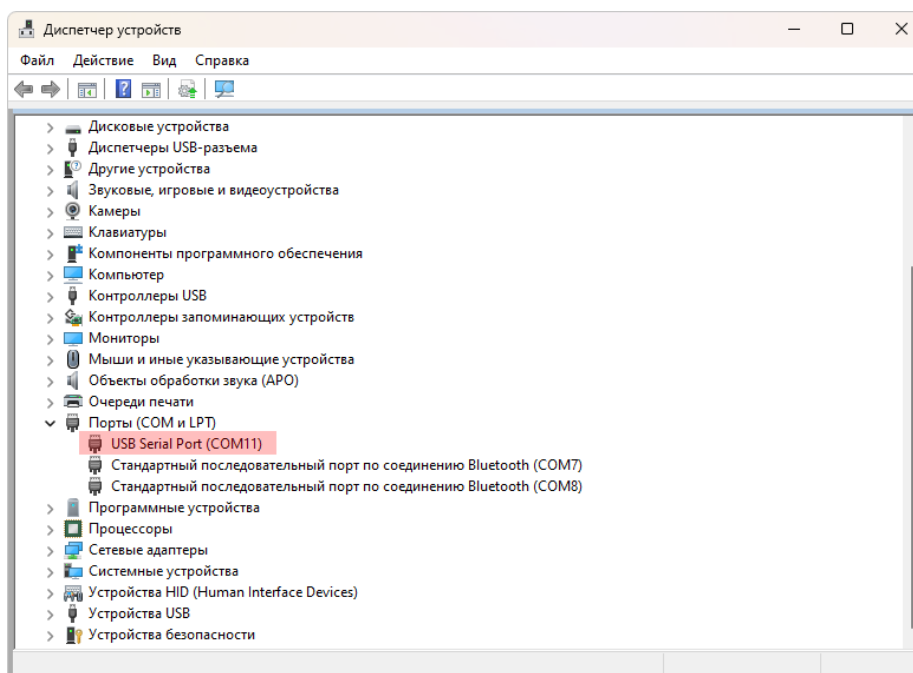 Диспетчер устройств
Файл Действие Вид Справка
Дисковые устройства
Диспетчеры USB-разъема
Другие устройства
Звуковые, игровые и видеоустройства
Камеры
Клавиатуры
Компоненты программного обеспечения
Компьютер
Контроллеры USB
Контроллеры запоминающих устройств
Мониторы
Мыши и иные указывающие устройства
Объекты обработки звука (APO)
Очереди печати
Порты (COM и LPT)
USB Serial Port (COM11)
Стандартный последовательный порт по соединению Bluetooth (COM7)
Стандартный последовательный порт по соединению Bluetooth (COM8)
Программные устройства
Процессоры
Сетевые адаптеры
Системные устройства
Устройства HID (Human Interface Devices)
Устройства USB
Устройства безопасности